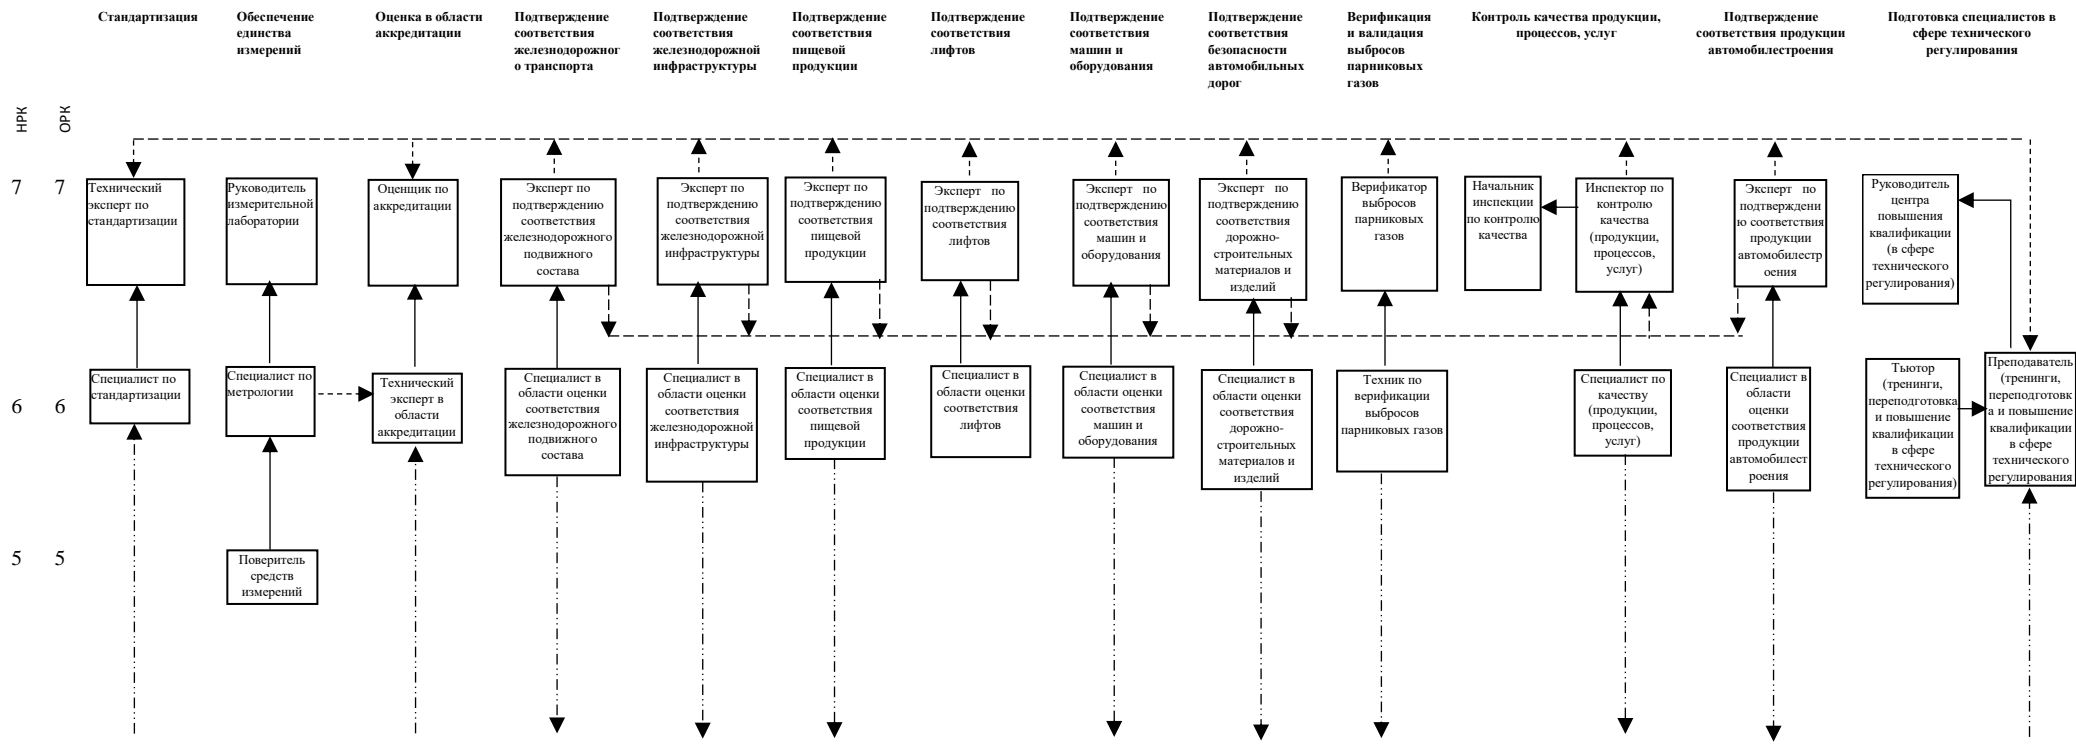 Стандартизация
Обеспечение
единства
измерений
Оценка в области
аккредитации
Подтверждение
соответствия
железнодорожног
о транспорта
Подтверждение
соответствия
железнодорожной
инфраструктуры
Подтверждение
соответствия
пищевой
продукции
Подтверждение
соответствия
лифтов
Подтверждение
соответствия
машин и
оборудования
Подтверждение
соответствия
безопасности
автомобильных
дорог
Верификация
и валидация
выбросов
парниковых
газов
Контроль качества продукции,
процессов, услуг
Подтверждение
соответствия продукции
автомобилестроения
Подготовка специалистов в
сфере технического
регулирования
НРК
ОРК
7
7
Технический
эксперт по
стандартизации
Руководитель
измерительной
лаборатории
Оценщик по
аккредитации
Эксперт по
подтверждению
соответствия
железнодорожного
подвижного
состава
Эксперт по
подтверждению
соответствия
железнодорожной
инфраструктуры
Эксперт по
подтверждению
соответствия
пищевой
продукции
Эксперт по
подтверждению
соответствия
лифтов
Эксперт по
подтверждению
соответствия
машин и
оборудования
Эксперт по
подтверждению
соответствия
дорожно-
строительных
материалов и
изделий
Верификатор
выбросов
парниковых
газов
Начальник
инспекции
по контролю
качества
Инспектор по
контролю
качества
(продукции,
процессов,
услуг)
Эксперт по
подтверждени
ю соответствия
продукции
автомобилестр
оения
Руководитель
центра
повышения
квалификации
(в сфере
технического
регулирования)
6
6
Специалист по
стандартизации
Специалист по
метрологии
Технический
эксперт в
области
аккредитации
Специалист в
области оценки
соответствия
железнодорожного
подвижного
состава
Специалист в
области оценки
соответствия
железнодорожной
инфраструктуры
Специалист в
области оценки
соответствия
пищевой
продукции
Специалист в
области оценки
соответствия
лифтов
Специалист в
области оценки
соответствия
машин и
оборудования
Специалист в
области оценки
соответствия
дорожно-
строительных
материалов и
изделий
Техник по
верификации
выбросов
парниковых газов
Специалист по
качеству
(продукции,
процессов,
услуг)
Специалист в
области
оценки
соответствия
продукции
автомобилест
роения
Тьютор
(тренинги,
переподготовка
и повышение
квалификации
в сфере
технического
регулирования)
Преподаватель
(тренинги,
переподготовк
а и повышение
квалификации
в сфере
технического
регулирования
5
5
Поверитель
средств
измерений